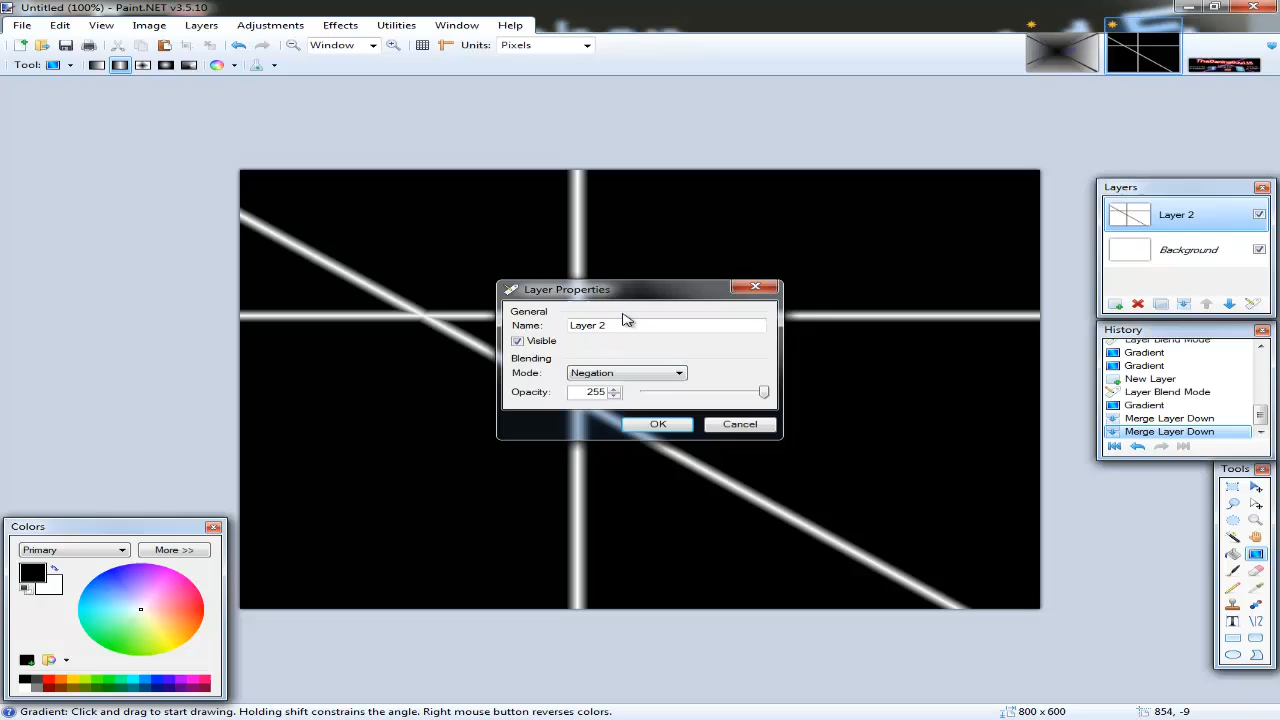 Untitled (100%) - Paint.NET v3.5.10
File Edit View Image Layers Adjustments Effects Utilities Window Help
Window Units: Pixels
Tool:
Layers
Layer 2
Background
Layer Properties
General
Name: Layer 2
Visible
Blending
Mode: Negation
Opacity: 255
OK Cancel
History
Layer Blend Mode
Gradient
Gradient
New Layer
Layer Blend Mode
Gradient
Merge Layer Down
Merge Layer Down
Tools
Colors
Primary More >>
Gradient: Click and drag to start drawing. Holding shift constrains the angle. Right mouse button reverses colors. 800 x 600 854, -9